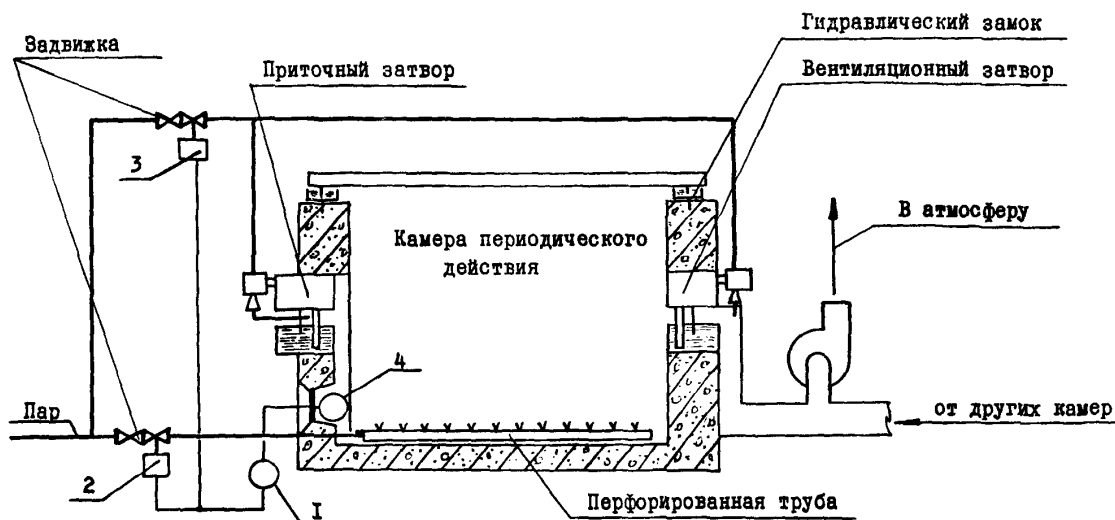 Гидравлический замок
Задвижка
Приточный затвор
Вентиляционный затвор
3
В атмосферу
Камера периодического
действия
4
Пар
от других камер
2
I
Перфорированная труба